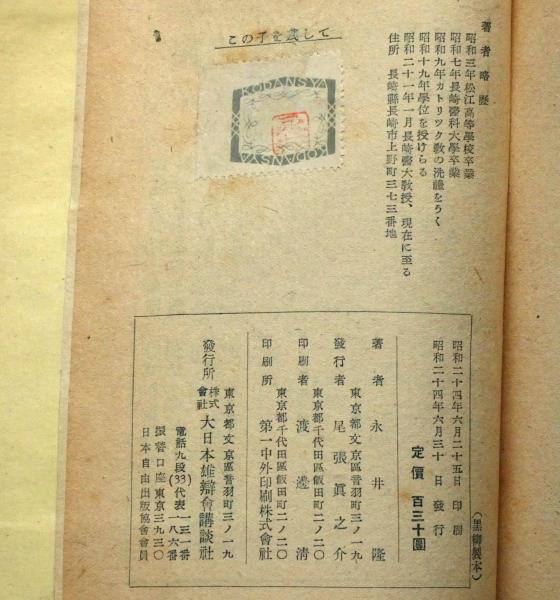 著者略歴
昭和三年松江高等學校卒業
昭和七年長崎醫科大學卒業
昭和九年カトリック教の洗禮をうく
昭和十九年學位を授けらる
昭和二十一年一月長崎醫大教授、現在に至る
住所　長崎縣長崎市上野町三七三番地
この子を残して
KODANSYA
KODANSYA
（黒柳製本）
昭和二十四年六月二十五日　印刷
昭和二十四年六月三十日　發行
定價　百三十圓
著者　永井隆
東京都文京區音羽町三ノ一九
發行者　尾張眞之介
東京都千代田區飯田町二ノ二〇
印刷者　渡邊清
東京都千代田區飯田町二ノ二〇
印刷所　第一中外印刷株式會社
東京都文京區音羽町三ノ一九
發行所　株式會社　大日本雄辯會講談社
電話九段(33)代表一三一番
一八六番
振替口座東京三九三〇
日本自由出版協會會員